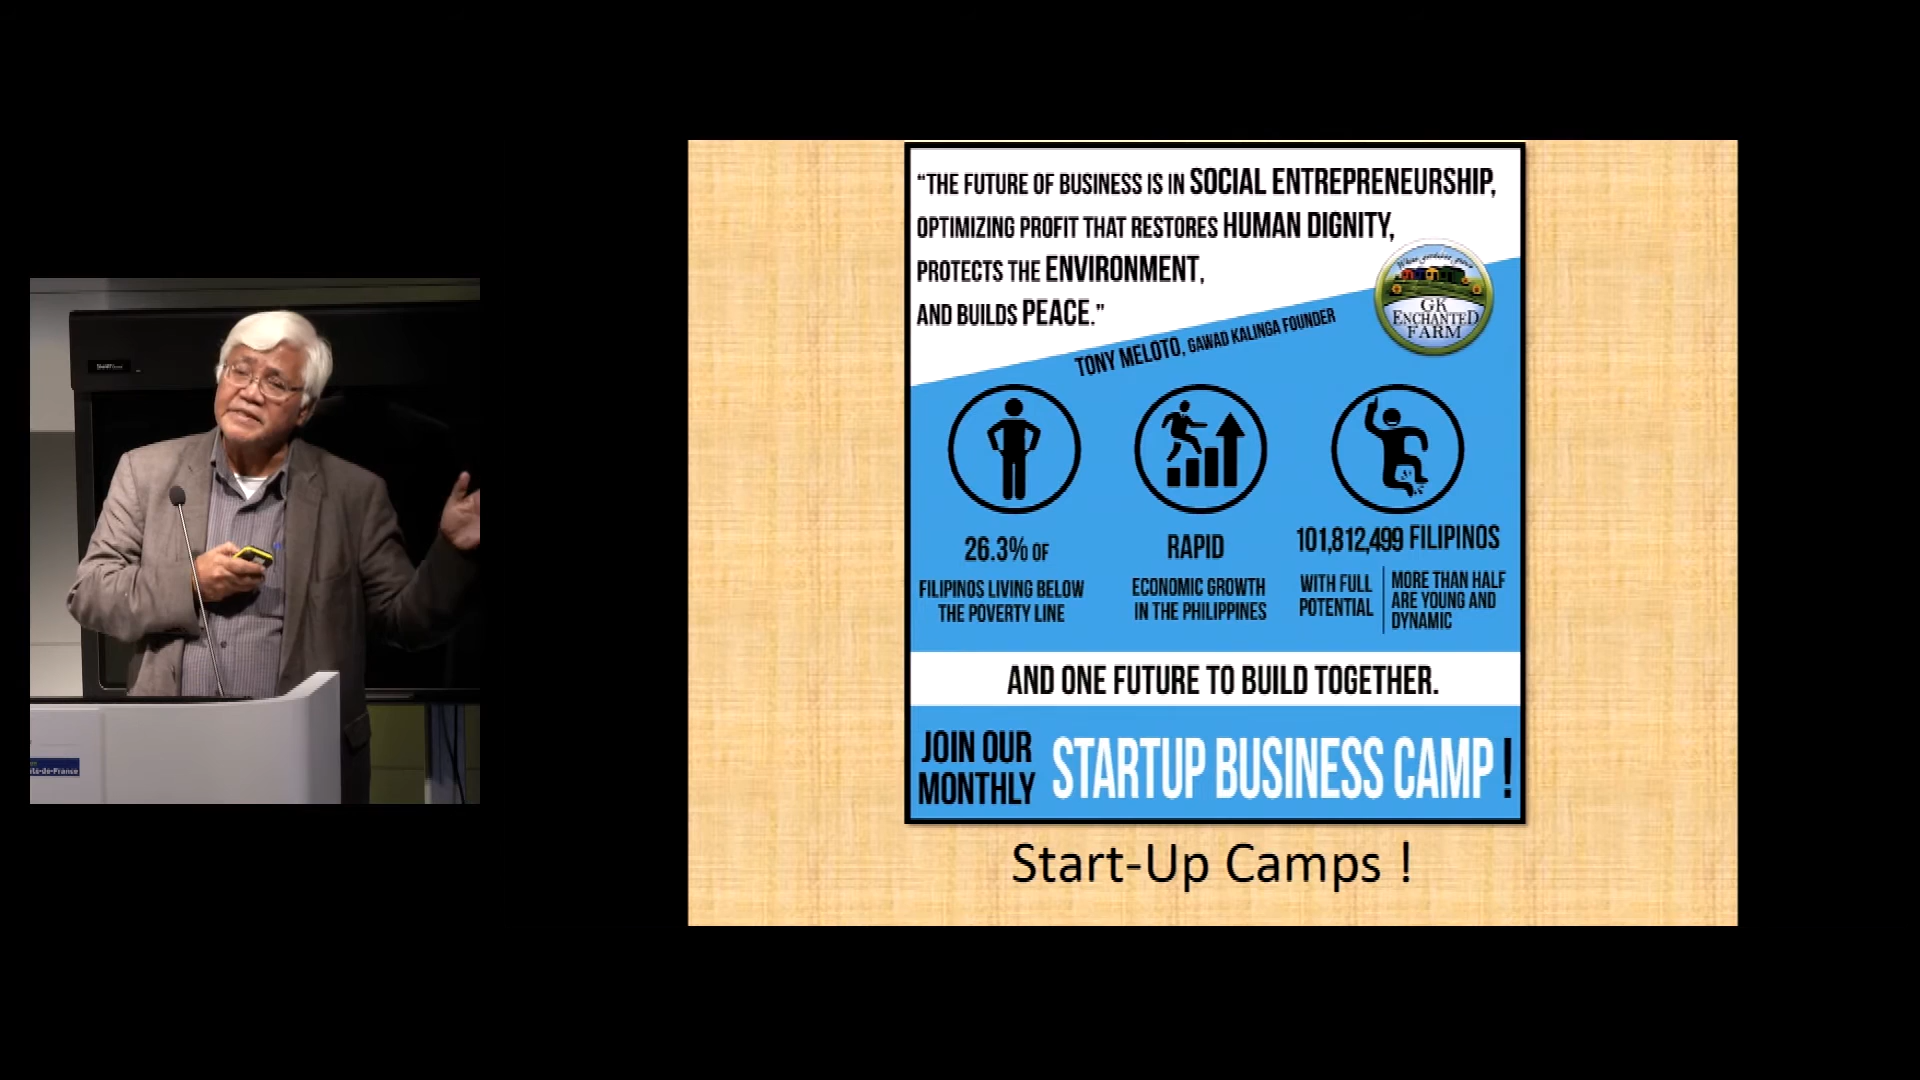 "THE FUTURE OF BUSINESS IS IN SOCIAL ENTREPRENEURSHIP,
OPTIMIZING PROFIT THAT RESTORES HUMAN DIGNITY,
PROTECTS THE ENVIRONMENT,
AND BUILDS PEACE."
TONY MELOTO, GAWAD KALINGA FOUNDER
GK
ENCHANTED
FARM
26.3% OF
FILIPINOS LIVING BELOW
THE POVERTY LINE
RAPID
ECONOMIC GROWTH
IN THE PHILIPPINES
101,812,499 FILIPINOS
WITH FULL
POTENTIAL
MORE THAN HALF
ARE YOUNG AND
DYNAMIC
AND ONE FUTURE TO BUILD TOGETHER.
JOIN OUR
MONTHLY
STARTUP BUSINESS CAMP!
Start-Up Camps !
ts-de-France